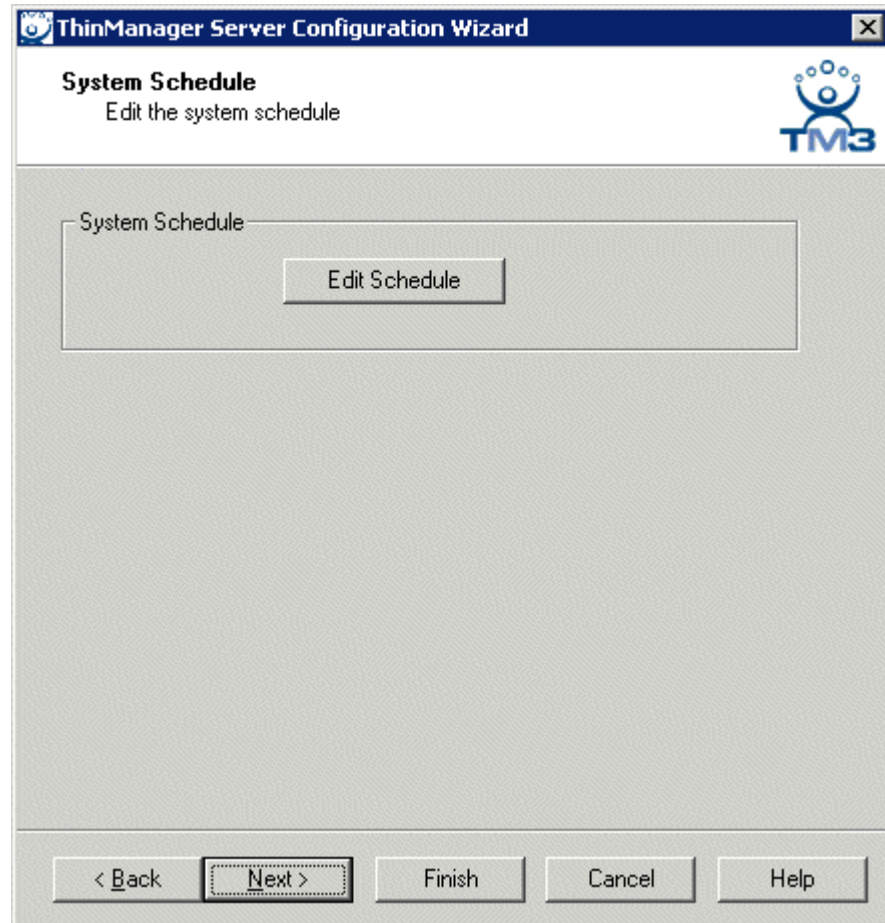 ThinManager Server Configuration Wizard
System Schedule
Edit the system schedule
TM3
System Schedule
Edit Schedule
< Back Next > Finish Cancel Help